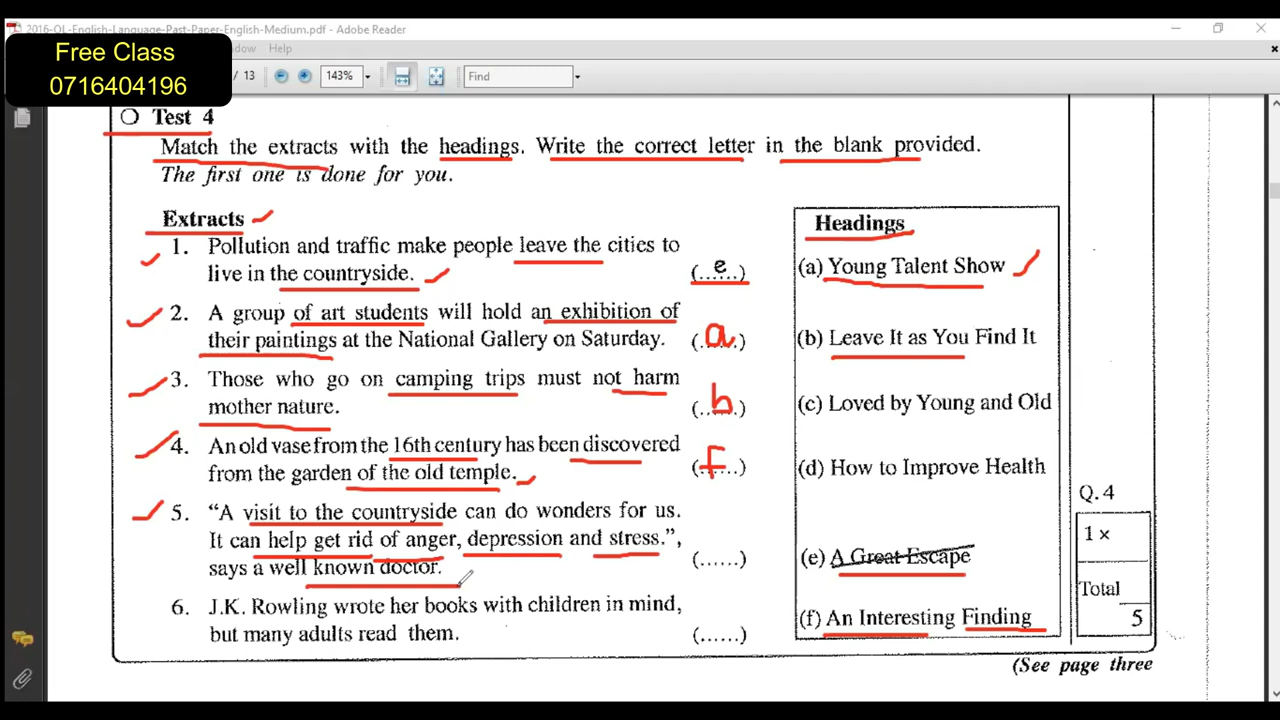 2016-OL-English-Language-Past-Paper-English-Medium.pdf - Adobe Reader
Free Class
0716404196
Help
/ 13
143%
Find
Test 4
Match the extracts with the headings. Write the correct letter in the blank provided.
The first one is done for you.
Extracts
1. Pollution and traffic make people leave the cities to
live in the countryside. (...e...)
2. A group of art students will hold an exhibition of
their paintings at the National Gallery on Saturday. (...a...)
3. Those who go on camping trips must not harm
mother nature. (...b...)
4. An old vase from the 16th century has been discovered
from the garden of the old temple. (...f...)
5. “A visit to the countryside can do wonders for us.
It can help get rid of anger, depression and stress.”,
says a well known doctor. (......)
6. J.K. Rowling wrote her books with children in mind,
but many adults read them. (......)
Headings
(a) Young Talent Show
(b) Leave It as You Find It
(c) Loved by Young and Old
(d) How to Improve Health
(e) A Great Escape
(f) An Interesting Finding
Q. 4
1 ×
Total
5
(See page three